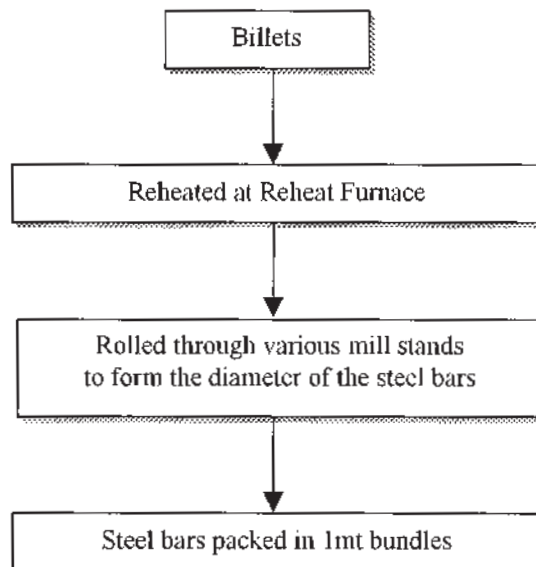 Billets
Reheated at Reheat Furnace
Rolled through various mill stands
to form the diameter of the steel bars
Steel bars packed in 1mt bundles